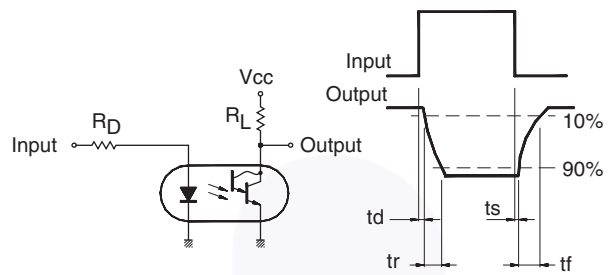 Input
RD
Vcc
RL
Output
Input
Output
10%
90%
td
ts
tr
tf